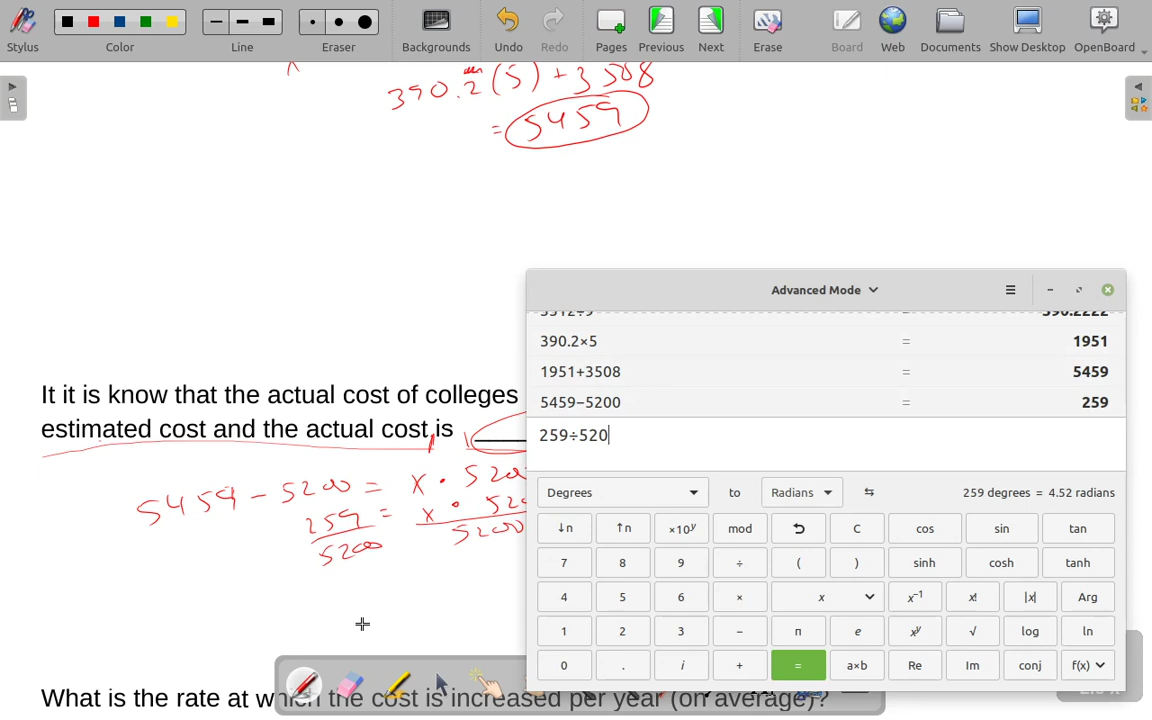 Stylus Color Line Eraser Backgrounds Undo Redo Pages Previous Next Erase Board Web Documents Show Desktop OpenBoard
390.2(5) + 3508
= 5459
Advanced Mode
390.2×5 = 1951
1951+3508 = 5459
5459−5200 = 259
259÷520
It it is know that the actual cost of colleges
estimated cost and the actual cost is
5459 - 5200 = x • 5200
259 = x • 520
5200 5200
Degrees to Radians 259 degrees = 4.52 radians
↓n ↑n ×10ʸ mod C cos sin tan
7 8 9 ÷ ( ) sinh cosh tanh
4 5 6 × x x⁻¹ x! |x| Arg
1 2 3 − π e xʸ √ log ln
0 . i + = a×b Re Im conj f(x)
What is the rate at which the cost is increased per year (on average)?